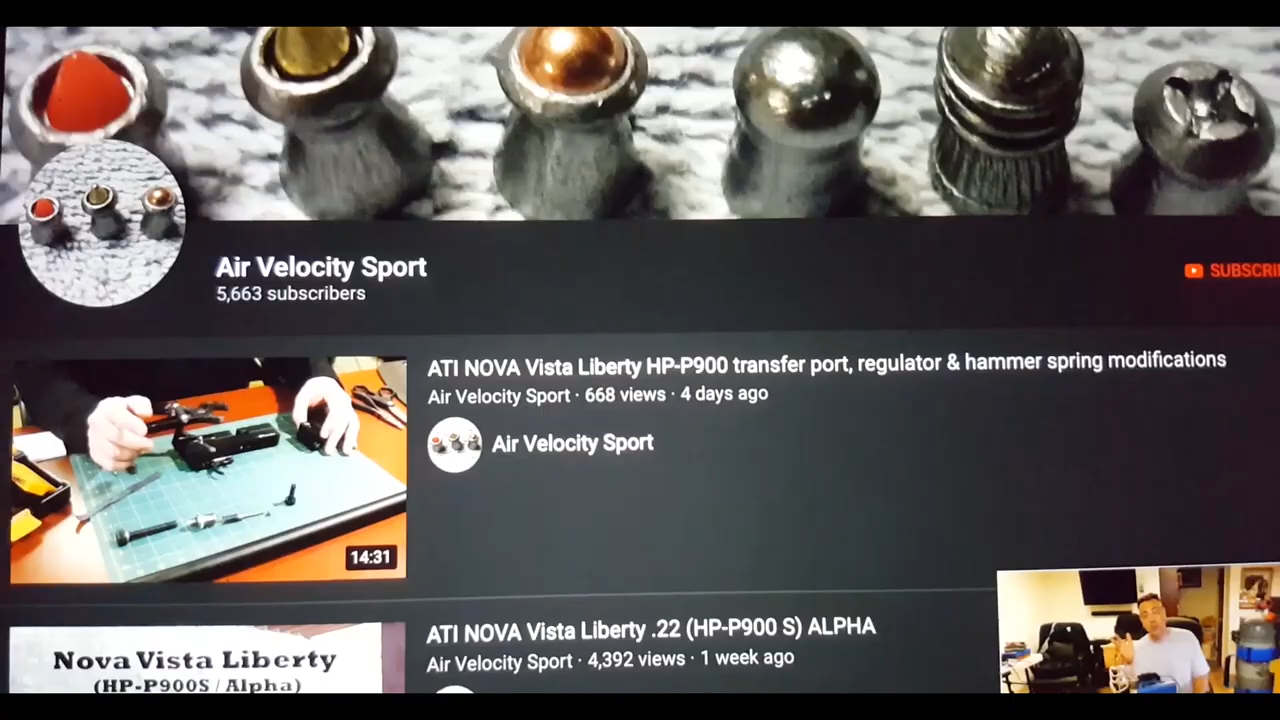 Air Velocity Sport
5,663 subscribers
ATI NOVA Vista Liberty HP-P900 transfer port, regulator & hammer spring modifications
Air Velocity Sport · 668 views · 4 days ago
Air Velocity Sport
14:31
ATI NOVA Vista Liberty .22 (HP-P900 S) ALPHA
Air Velocity Sport · 4,392 views · 1 week ago
Nova Vista Liberty
(HP-P900S / Alpha)